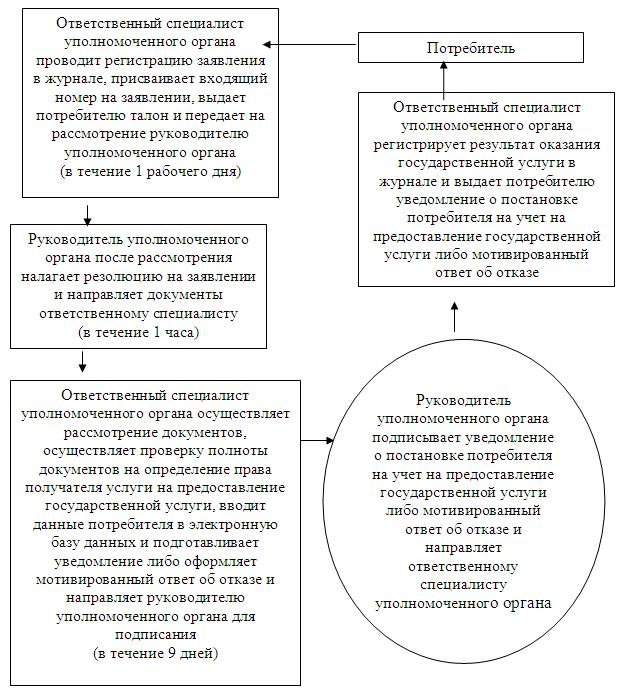 Ответственный специалист
уполномоченного органа
проводит регистрацию заявления
в журнале, присваивает входящий
номер на заявлении, выдает
потребителю талон и передает на
рассмотрение руководителю
уполномоченного органа
(в течение 1 рабочего дня)
Руководитель уполномоченного
органа после рассмотрения
налагает резолюцию на заявлении
и направляет документы
ответственному специалисту
(в течение 1 часа)
Ответственный специалист
уполномоченного органа осуществляет
рассмотрение документов,
осуществляет проверку полноты
документов на определение права
получателя услуги на предоставление
государственной услуги, вводит
данные потребителя в электронную
базу данных и подготавливает
уведомление либо оформляет
мотивированный ответ об отказе и
направляет руководителю
уполномоченного органа для
подписания
(в течение 9 дней)
Руководитель
уполномоченного органа
подписывает уведомление
о постановке потребителя
на учет на предоставление
государственной услуги
либо мотивированный
ответ об отказе и
направляет
ответственному
специалисту
уполномоченного органа
Ответственный специалист
уполномоченного органа
регистрирует результат оказания
государственной услуги в
журнале и выдает потребителю
уведомление о постановке
потребителя на учет на
предоставление государственной
услуги либо мотивированный
ответ об отказе
Потребитель